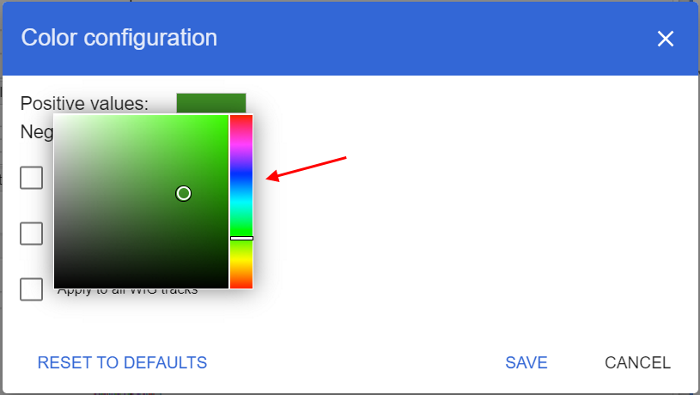 Color configuration
Positive values:
Neg
Apply to all WIG tracks
RESET TO DEFAULTS
SAVE
CANCEL